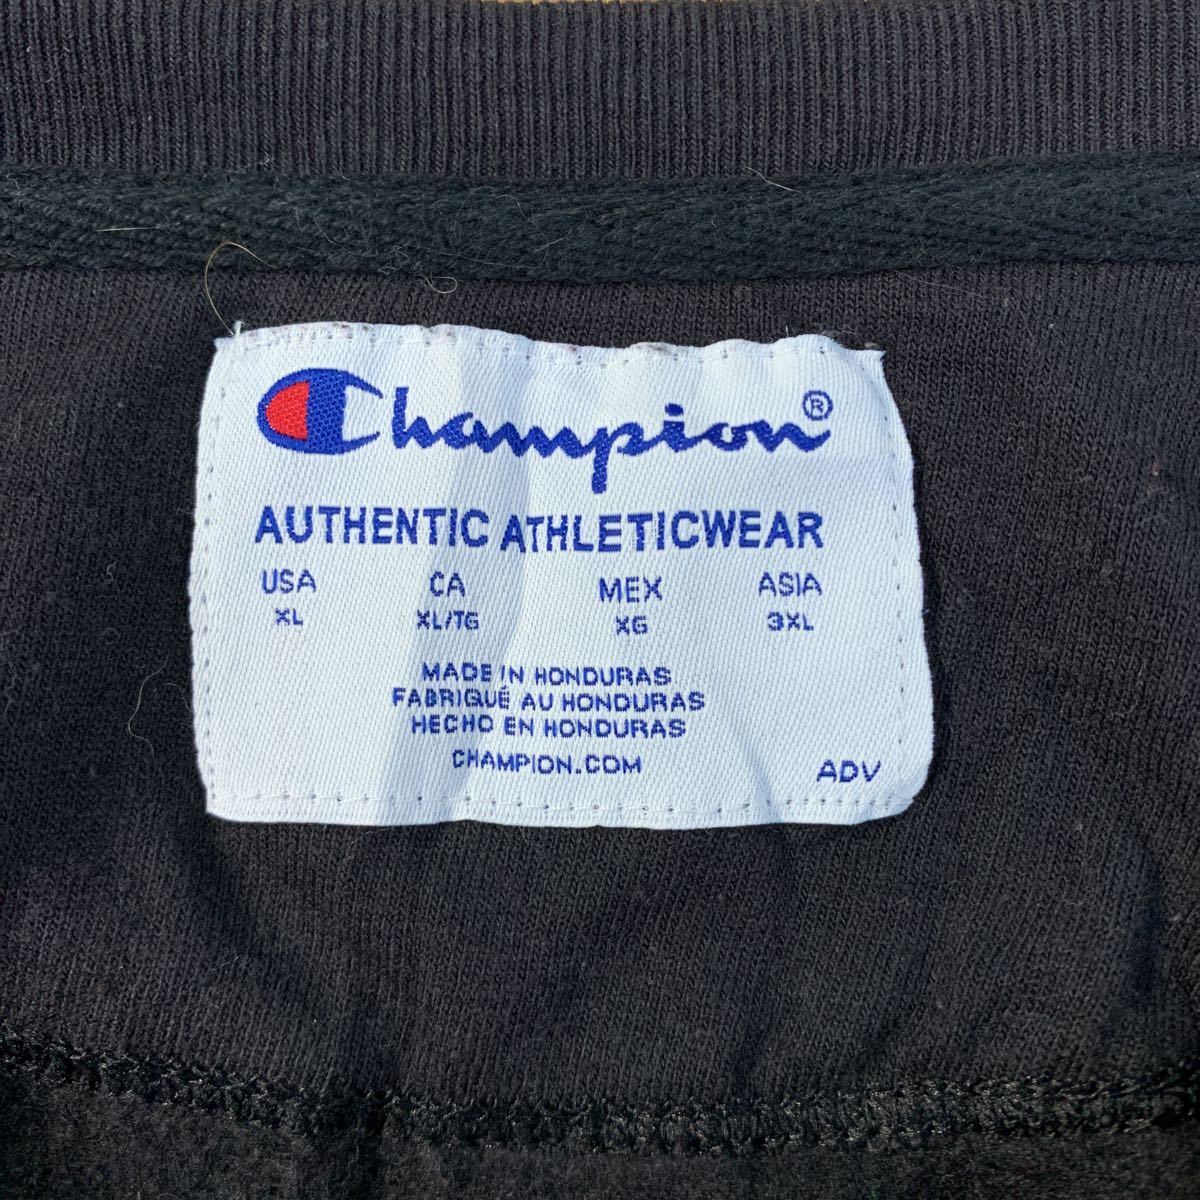 Champion®
AUTHENTIC ATHLETICWEAR
USA CA MEX ASIA
XL XL/TG XG 3XL
MADE IN HONDURAS
FABRIQUÉ AU HONDURAS
HECHO EN HONDURAS
CHAMPION.COM
ADV